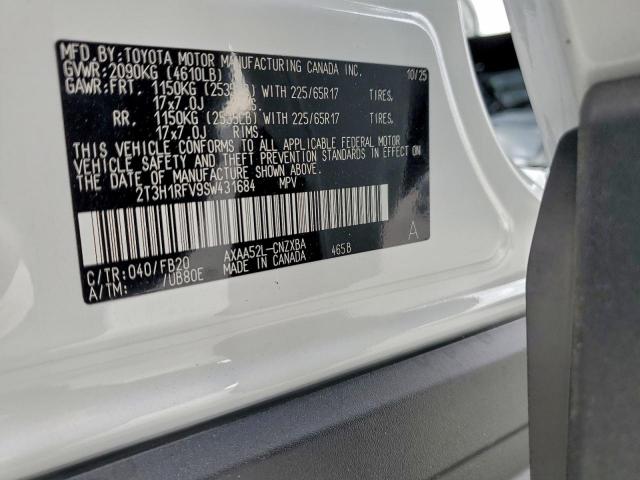 MFD.BY:TOYOTA MOTOR MANUFACTURING CANADA INC. 10/25
GVWR:2090KG (4610LB)
GAWR:FRT. 1150KG (2535LB) WITH 225/65R17 TIRES.
17x7.0J RIMS.
RR. 1150KG (2535LB) WITH 225/65R17 TIRES.
17x7.0J RIMS.
THIS VEHICLE CONFORMS TO ALL APPLICABLE FEDERAL MOTOR
VEHICLE SAFETY AND THEFT PREVENTION STANDARDS IN EFFECT ON
THE DATE OF MANUFACTURE SHOWN ABOVE.
2T3H1RFV9SW431684 MPV
A
C/TR:040/FB20 AXAA52L-CNZXBA 465B
A/TM: /UB80E MADE IN CANADA